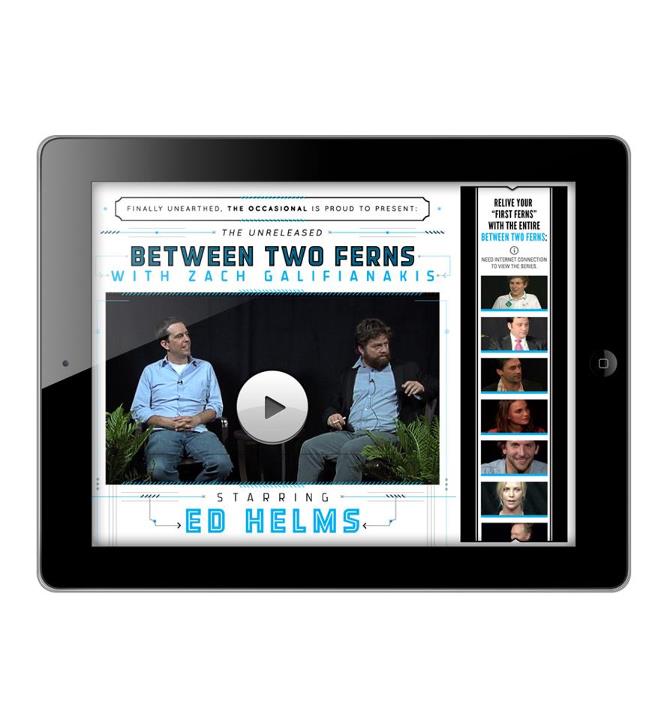 FINALLY UNEARTHED, THE OCCASIONAL IS PROUD TO PRESENT:
THE UNRELEASED
BETWEEN TWO FERNS
WITH ZACH GALIFIANAKIS
STARRING
ED HELMS
RELIVE YOUR
"FIRST FERNS"
WITH THE ENTIRE
BETWEEN TWO FERNS:
i
NEED INTERNET CONNECTION
TO VIEW THE SERIES.